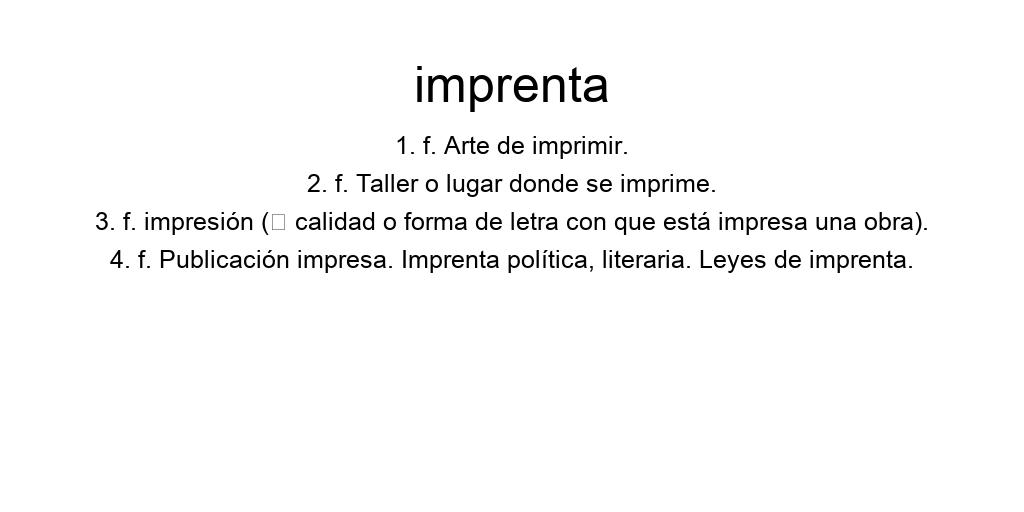 imprenta
1. f. Arte de imprimir.
2. f. Taller o lugar donde se imprime.
3. f. impresión (□ calidad o forma de letra con que está impresa una obra).
4. f. Publicación impresa. Imprenta política, literaria. Leyes de imprenta.